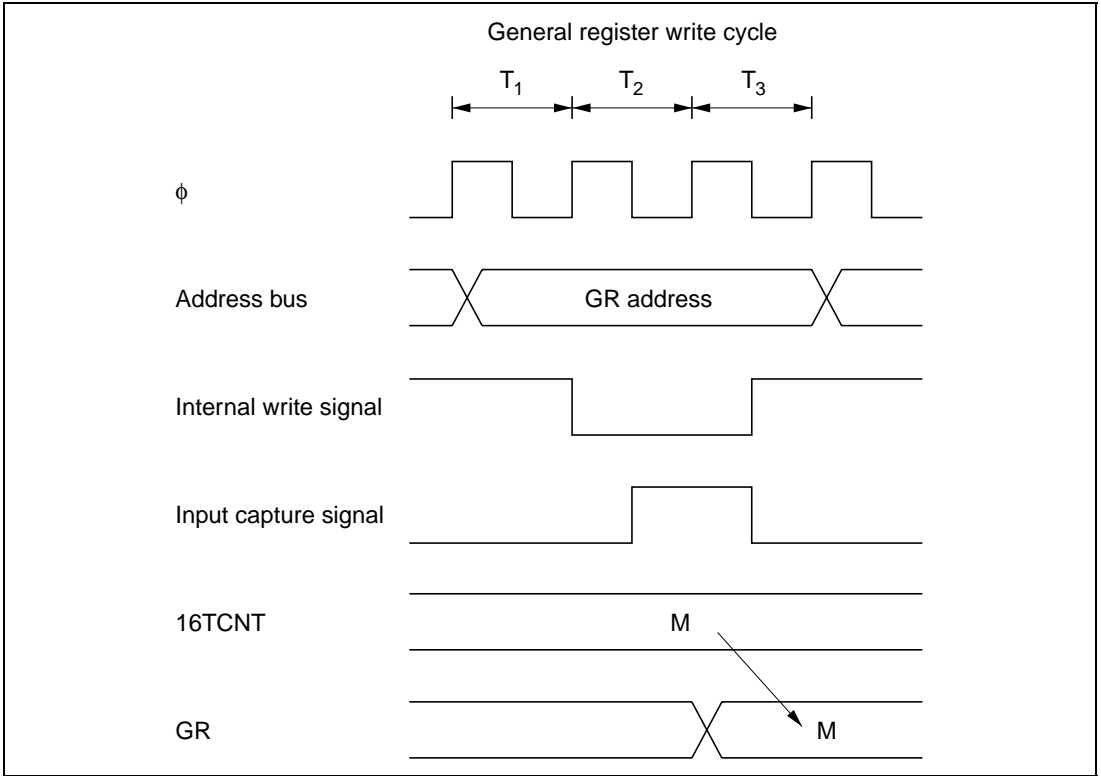 General register write cycle
T1 T2 T3
φ
Address bus GR address
Internal write signal
Input capture signal
16TCNT M
GR M